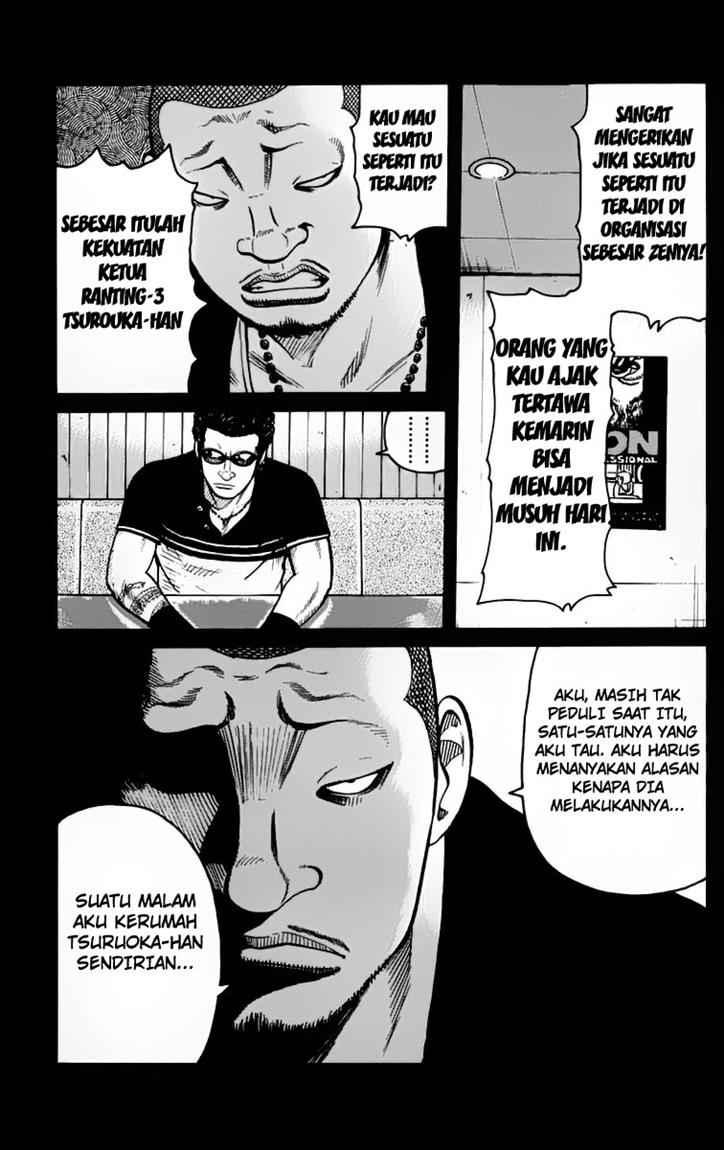 SANGAT
MENGERIKAN
JIKA SESUATU
SEPERTI ITU
TERJADI DI
ORGANISASI
SEBESAR ZENIYA!
ORANG YANG
KAU AJAK
TERTAWA
KEMARIN
BISA
MENJADI
MUSUH HARI
INI.
ON
ESSIONAL
KAU MAU
SESUATU
SEPERTI ITU
TERJADI?
SEBESAR ITULAH
KEKUATAN
KETUA
RANTING-3
TSUROUKA-HAN
AKU, MASIH TAK
PEDULI SAAT ITU,
SATU-SATUNYA YANG
AKU TAU. AKU HARUS
MENANYAKAN ALASAN
KENAPA DIA
MELAKUKANNYA...
SUATU MALAM
AKU KERUMAH
TSURUOKA-HAN
SENDIRIAN...